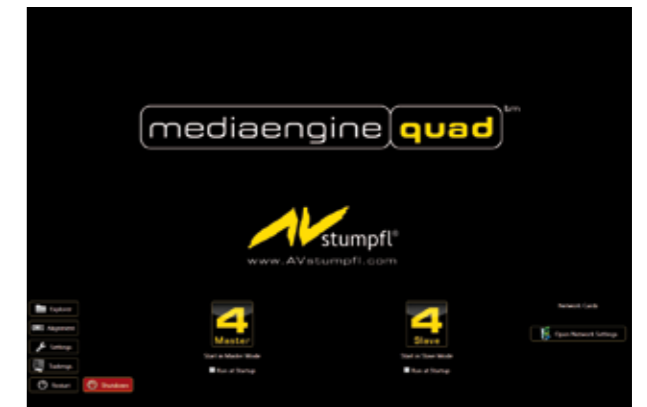 mediaengine quad tm
AV
stumpfl®
www.AVstumpfl.com
Explorer
Alignment
Settings
Restart
Shutdown
4
Master
Start in Master Mode
Run at Startup
4
Slave
Start in Slave Mode
Run at Startup
Network Cards
Open Network Settings